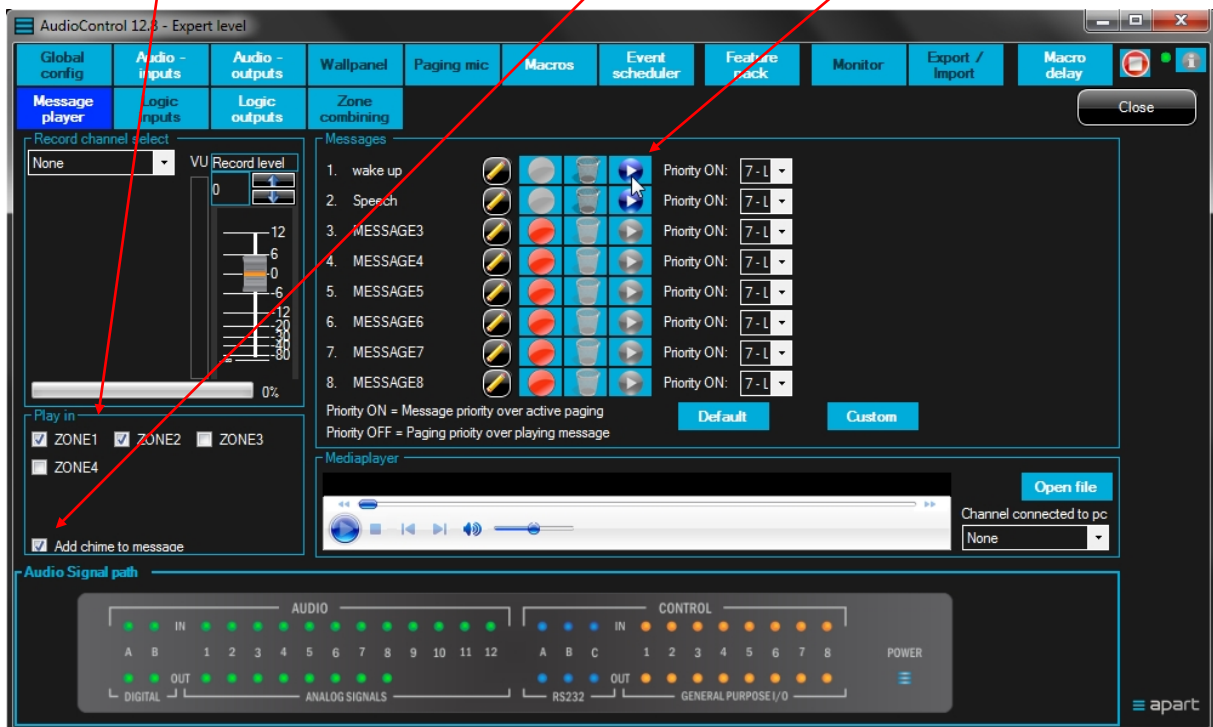 AudioControl 12.8 - Expert level
Global config
Audio - inputs
Audio - outputs
Wallpanel
Paging mic
Macros
Event scheduler
Feature pack
Monitor
Export / Import
Macro delay
Message player
Logic inputs
Logic outputs
Zone combining
Close
Record channel select
None
VU
Record level
0
12
6
0
-6
-12
-20
-30
-40
-80
0%
Messages
1. wake up Priority ON: 7 - L
2. Speech Priority ON: 7 - L
3. MESSAGE3 Priority ON: 7 - L
4. MESSAGE4 Priority ON: 7 - L
5. MESSAGE5 Priority ON: 7 - L
6. MESSAGE6 Priority ON: 7 - L
7. MESSAGE7 Priority ON: 7 - L
8. MESSAGE8 Priority ON: 7 - L
Priority ON = Message priority over active paging
Priority OFF = Paging prioity over playing message
Default
Custom
Play in
ZONE1 ZONE2 ZONE3
ZONE4
Add chime to message
Mediaplayer
Open file
Channel connected to pc
None
Audio Signal path
AUDIO CONTROL
IN IN
A B 1 2 3 4 5 6 7 8 9 10 11 12 A B C 1 2 3 4 5 6 7 8 POWER
OUT OUT
DIGITAL ANALOG SIGNALS RS232 GENERAL PURPOSE I/O
apart